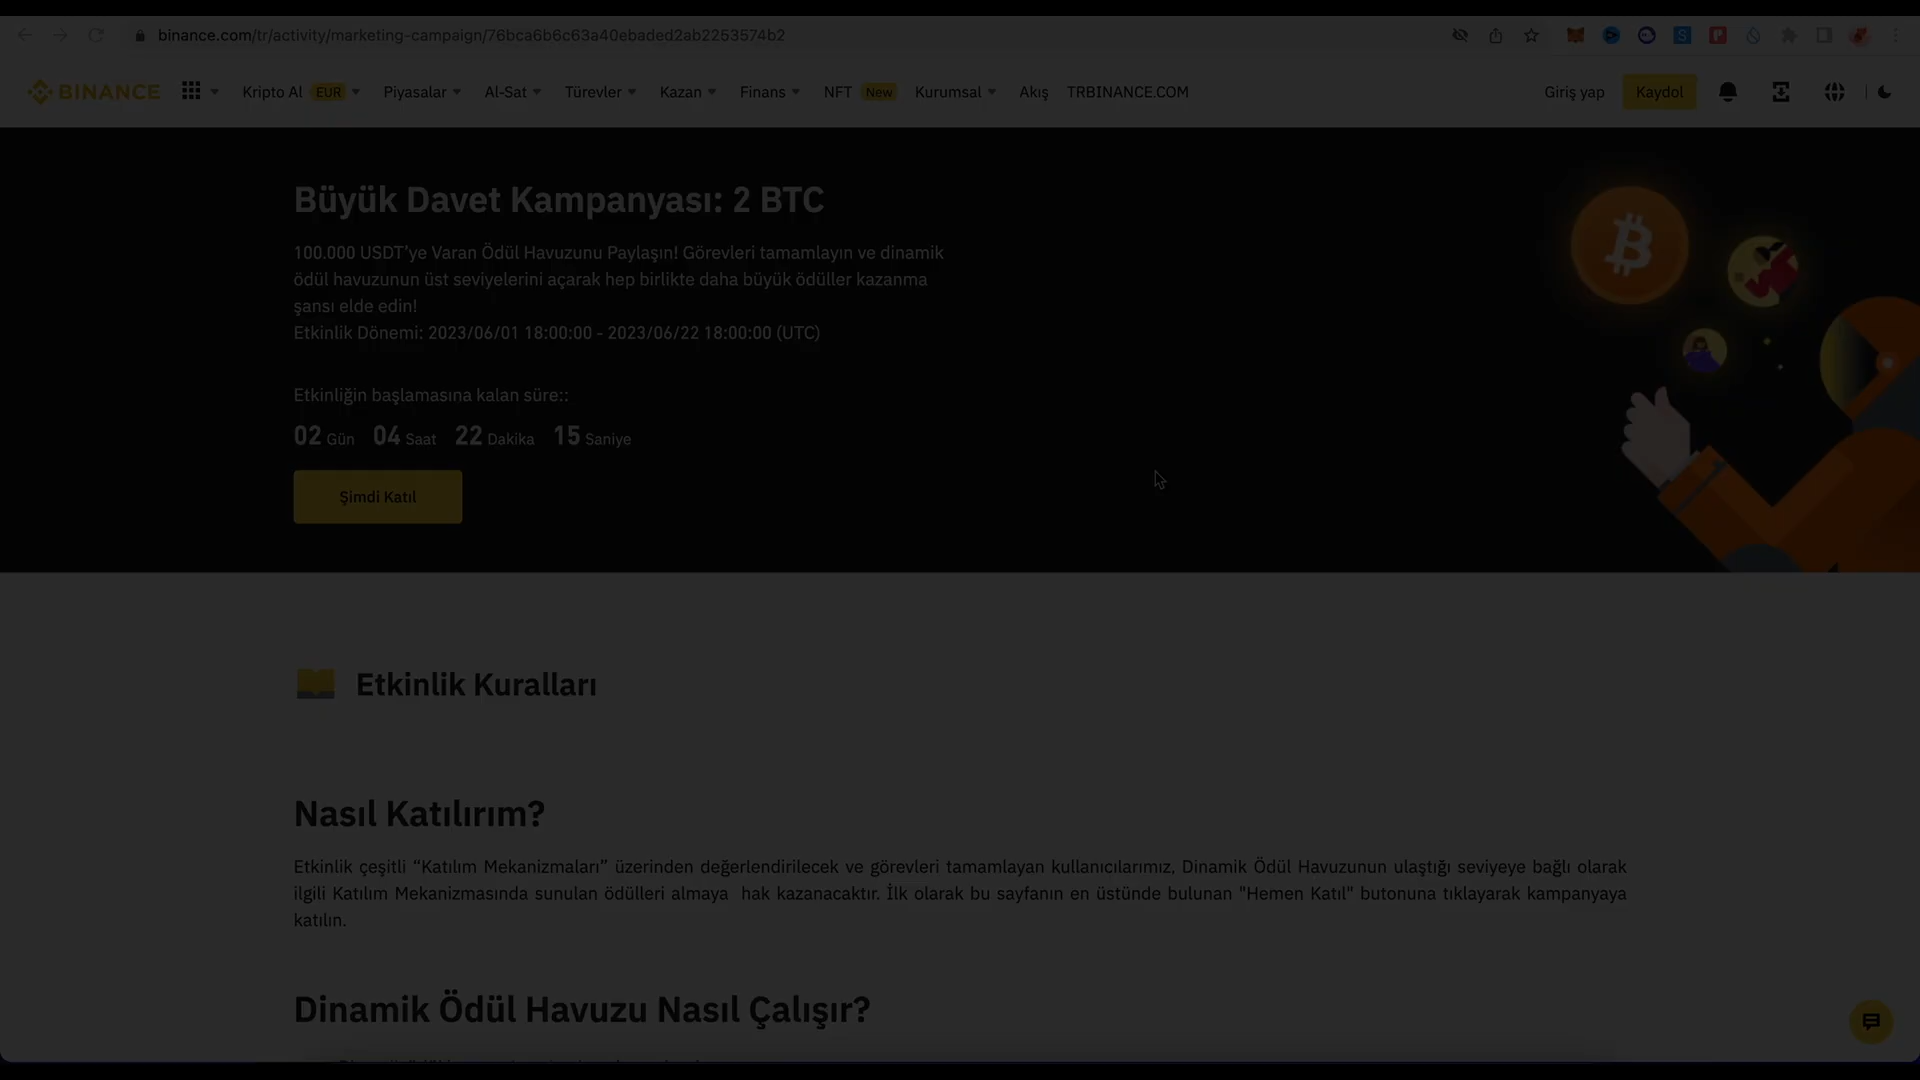 binance.com/tr/activity/marketing-campaign/76bca6b6c63a40ebaded2ab2253574b2
BINANCE Kripto Al EUR Piyasalar Al-Sat Türevler Kazan Finans NFT New Kurumsal Akış TRBINANCE.COM Giriş yap Kaydol
Büyük Davet Kampanyası: 2 BTC
100.000 USDT'ye Varan Ödül Havuzunu Paylaşın! Görevleri tamamlayın ve dinamik
ödül havuzunun üst seviyelerini açarak hep birlikte daha büyük ödüller kazanma
şansı elde edin!
Etkinlik Dönemi: 2023/06/01 18:00:00 - 2023/06/22 18:00:00 (UTC)
Etkinliğin başlamasına kalan süre::
02 Gün 04 Saat 22 Dakika 15 Saniye
Şimdi Katıl
Etkinlik Kuralları
Nasıl Katılırım?
Etkinlik çeşitli “Katılım Mekanizmaları” üzerinden değerlendirilecek ve görevleri tamamlayan kullanıcılarımız, Dinamik Ödül Havuzunun ulaştığı seviyeye bağlı olarak
ilgili Katılım Mekanizmasında sunulan ödülleri almaya hak kazanacaktır. İlk olarak bu sayfanın en üstünde bulunan "Hemen Katıl" butonuna tıklayarak kampanyaya
katılın.
Dinamik Ödül Havuzu Nasıl Çalışır?